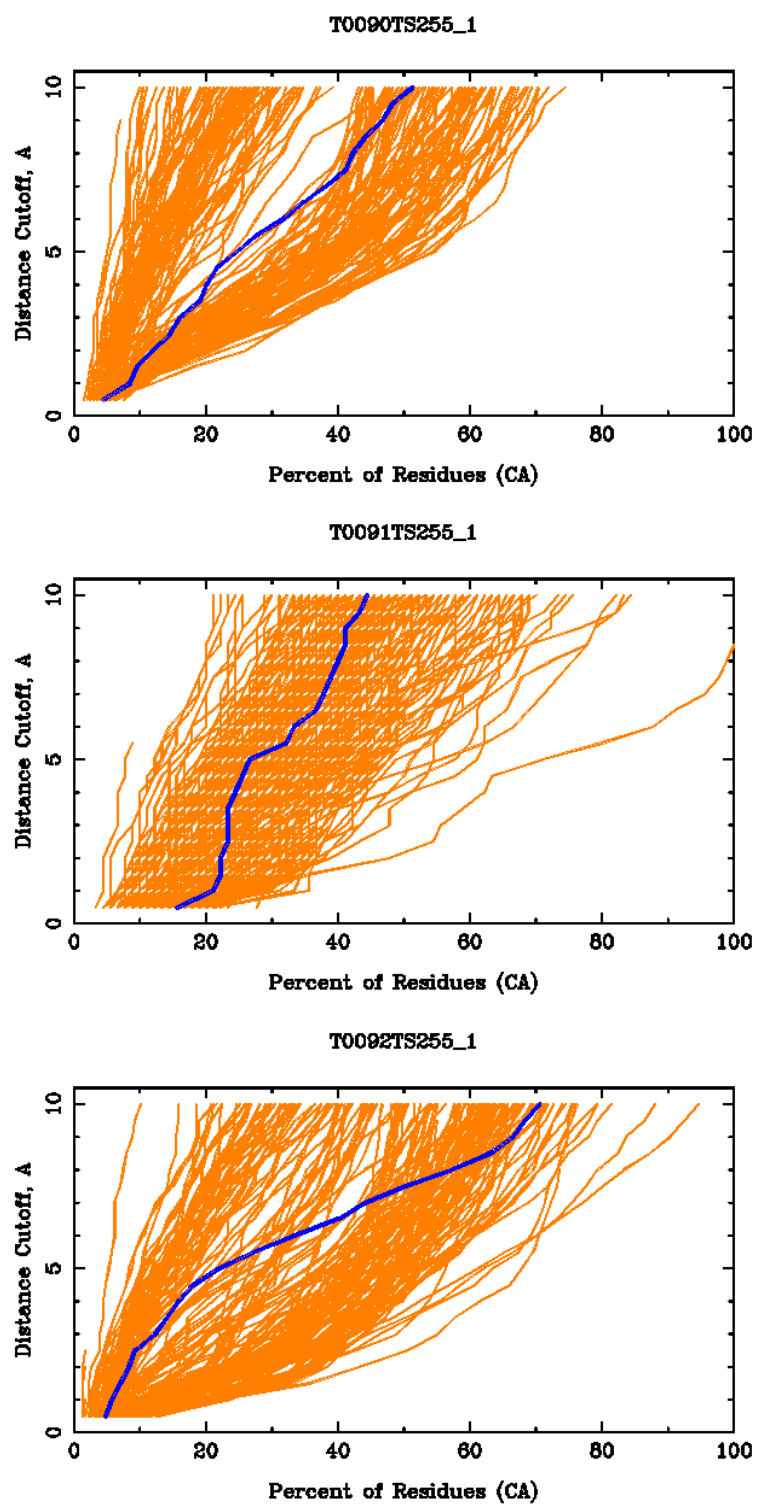 T0090TS255_1
10
5
0
Distance Cutoff, A
0 20 40 60 80 100
Percent of Residues (CA)
T0091TS255_1
10
5
0
Distance Cutoff, A
0 20 40 60 80 100
Percent of Residues (CA)
T0092TS255_1
10
5
0
Distance Cutoff, A
0 20 40 60 80 100
Percent of Residues (CA)